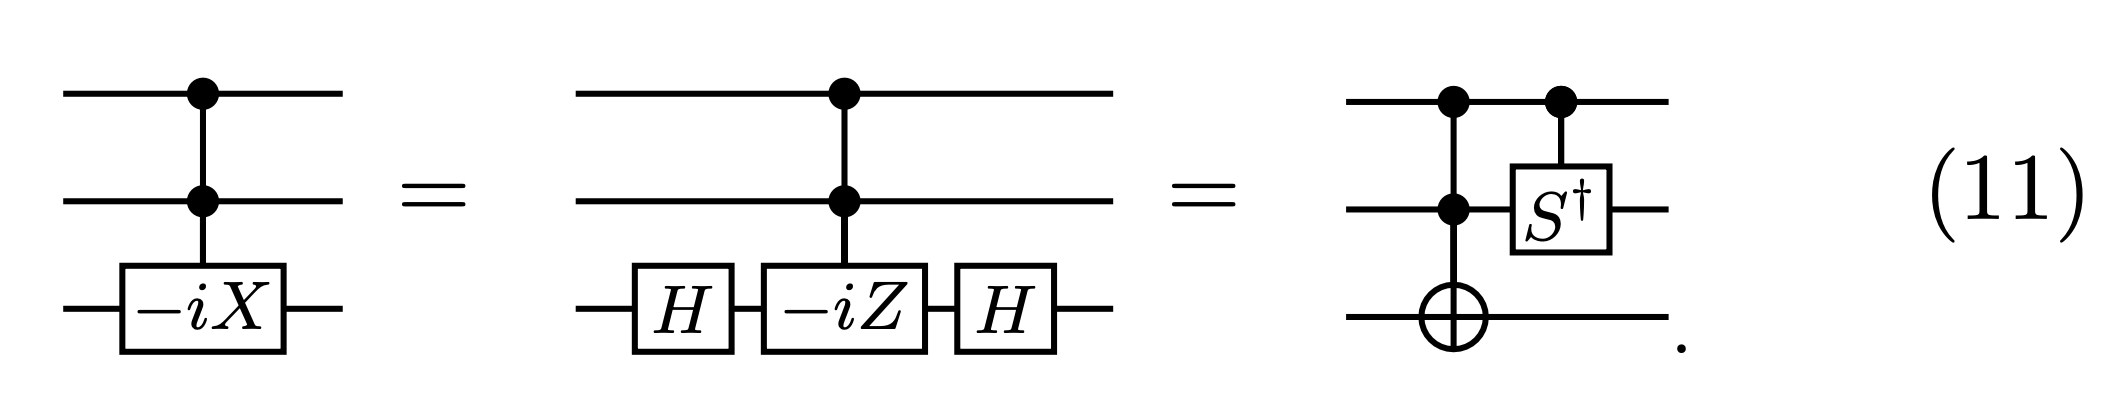 −iX = H −iZ H = S† . (11)